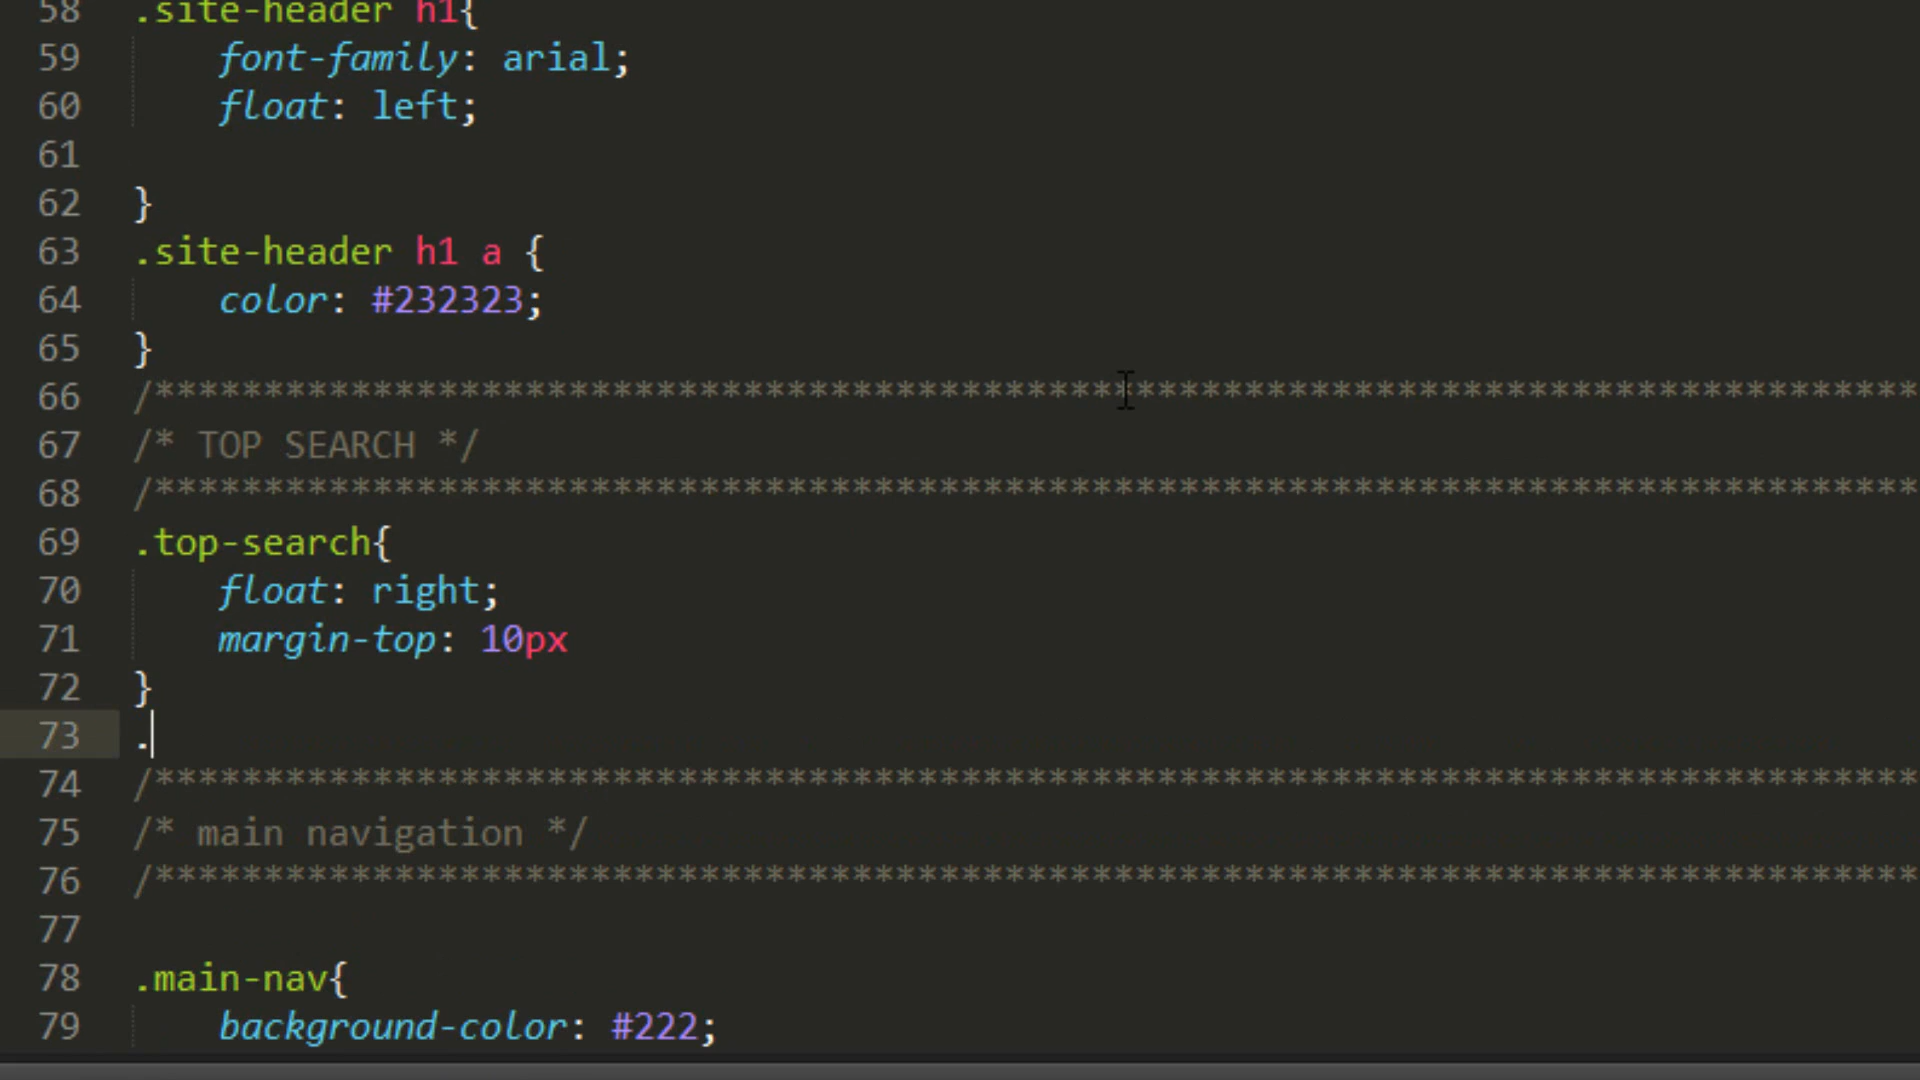 58 .site-header h1{
59 font-family: arial;
60 float: left;
61
62 }
63 .site-header h1 a {
64 color: #232323;
65 }
66 /**********************************************************************************
67 /* TOP SEARCH */
68 /**********************************************************************************
69 .top-search{
70 float: right;
71 margin-top: 10px
72 }
73 .
74 /**********************************************************************************
75 /* main navigation */
76 /**********************************************************************************
77
78 .main-nav{
79 background-color: #222;